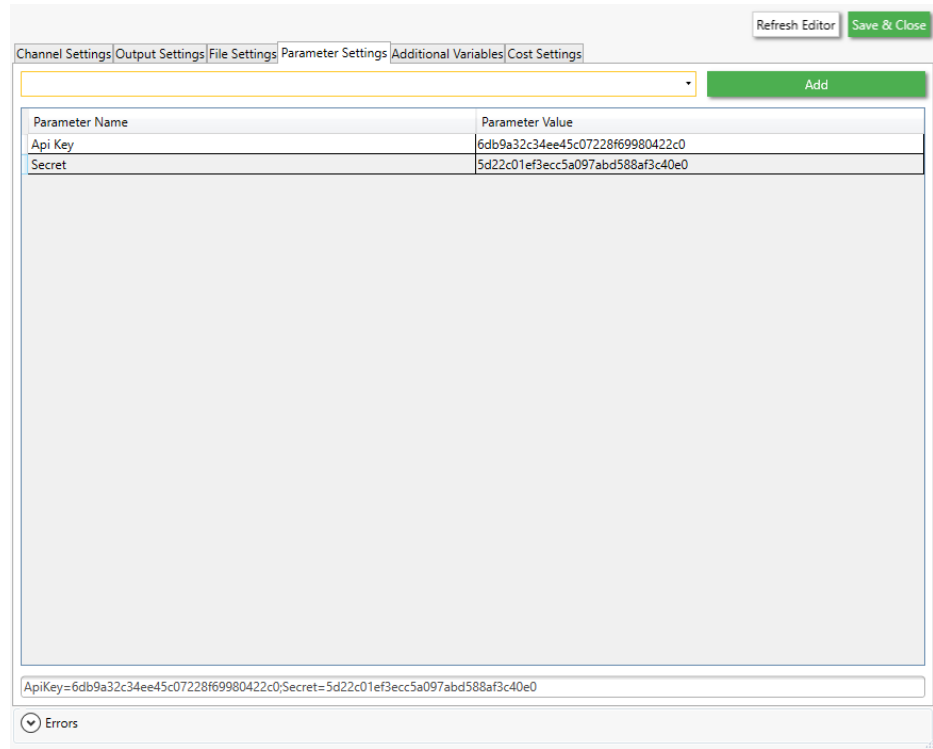 Refresh Editor Save & Close
Channel Settings Output Settings File Settings Parameter Settings Additional Variables Cost Settings
Add
Parameter Name Parameter Value
Api Key 6db9a32c34ee45c07228f69980422c0
Secret 5d22c01ef3ecc5a097abd588af3c40e0
ApiKey=6db9a32c34ee45c07228f69980422c0;Secret=5d22c01ef3ecc5a097abd588af3c40e0
Errors